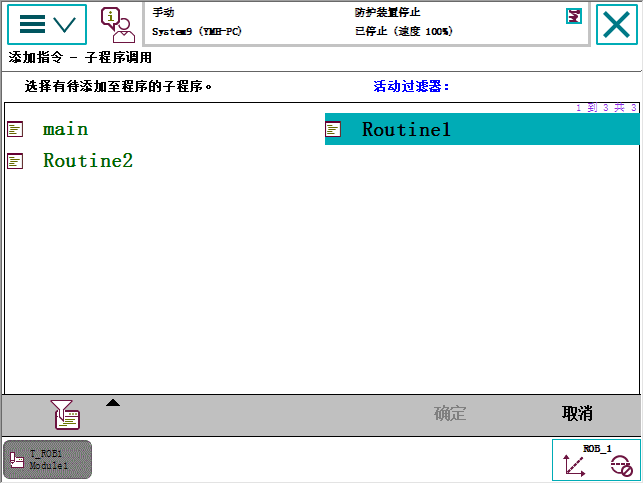 手动
防护装置停止
System9 (YMH-PC)
已停止 (速度 100%)
添加指令 - 子程序调用
选择有待添加至程序的子程序。
活动过滤器:
1 到 3 共 3
main
Routine1
Routine2
确定
取消
T_ROB1
Module1
ROB_1